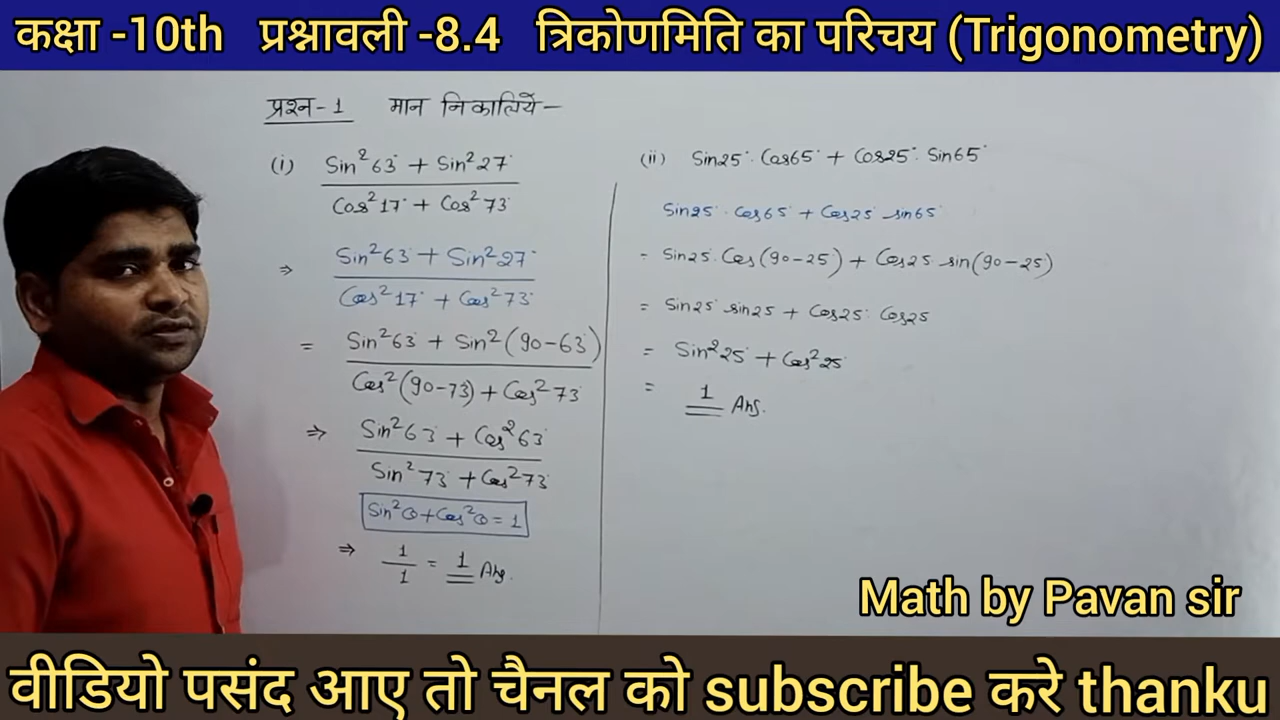 कक्षा -10th प्रश्नावली -8.4 त्रिकोणमिति का परिचय (Trigonometry)
प्रश्न-1 मान निकालिये-
(i) Sin²63° + Sin²27°
Cos²17° + Cos²73°
⇒ Sin²63° + Sin²27°
Cos²17° + Cos²73°
= Sin²63° + Sin²(90-63°)
Cos²(90-73) + Cos²73°
⇒ Sin²63° + Cos²63°
Sin²73° + Cos²73°
Sin²θ+Cos²θ=1
⇒ 1/1 = 1 Ans.
(ii) Sin25°. Cos65° + Cos25°. Sin65°
Sin25°. Cos65° + Cos25° sin65°
= Sin25°. Cos(90-25) + Cos25° sin(90-25)
= Sin25° sin25 + Cos25° Cos25
= Sin²25° + Cos²25°
= 1 Ans.
Math by Pavan sir
वीडियो पसंद आए तो चैनल को subscribe करे thanku